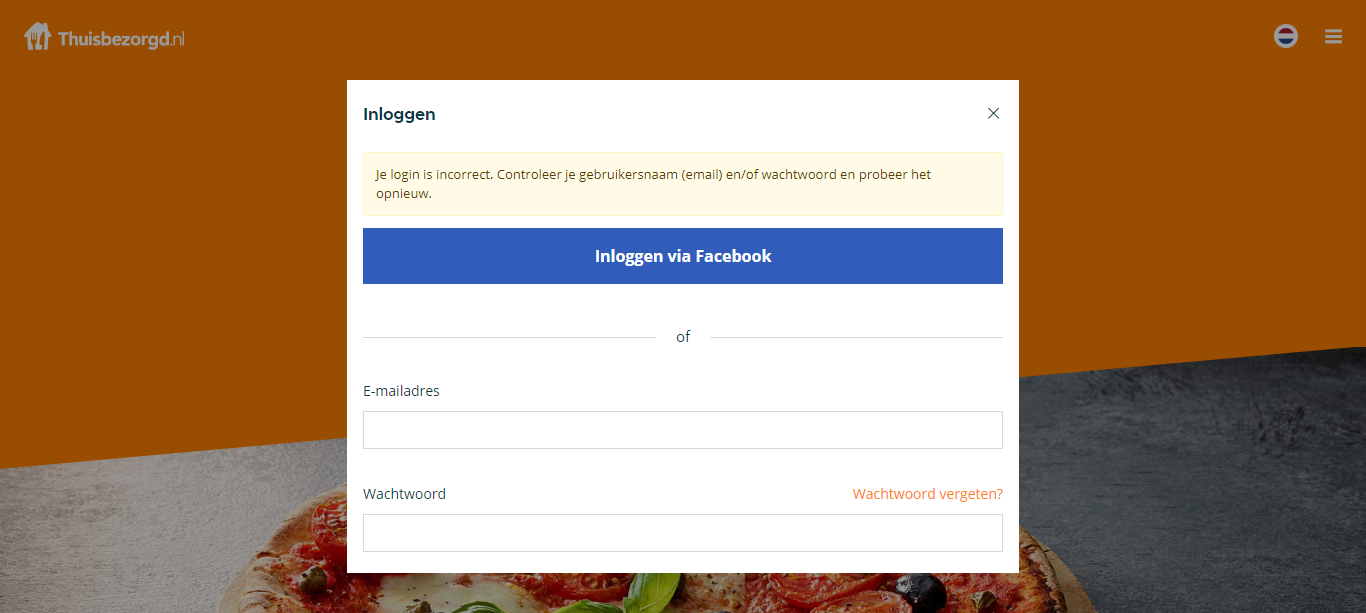 Thuisbezorgd.nl
Inloggen
Je login is incorrect. Controleer je gebruikersnaam (email) en/of wachtwoord en probeer het
opnieuw.
Inloggen via Facebook
of
E-mailadres
Wachtwoord
Wachtwoord vergeten?